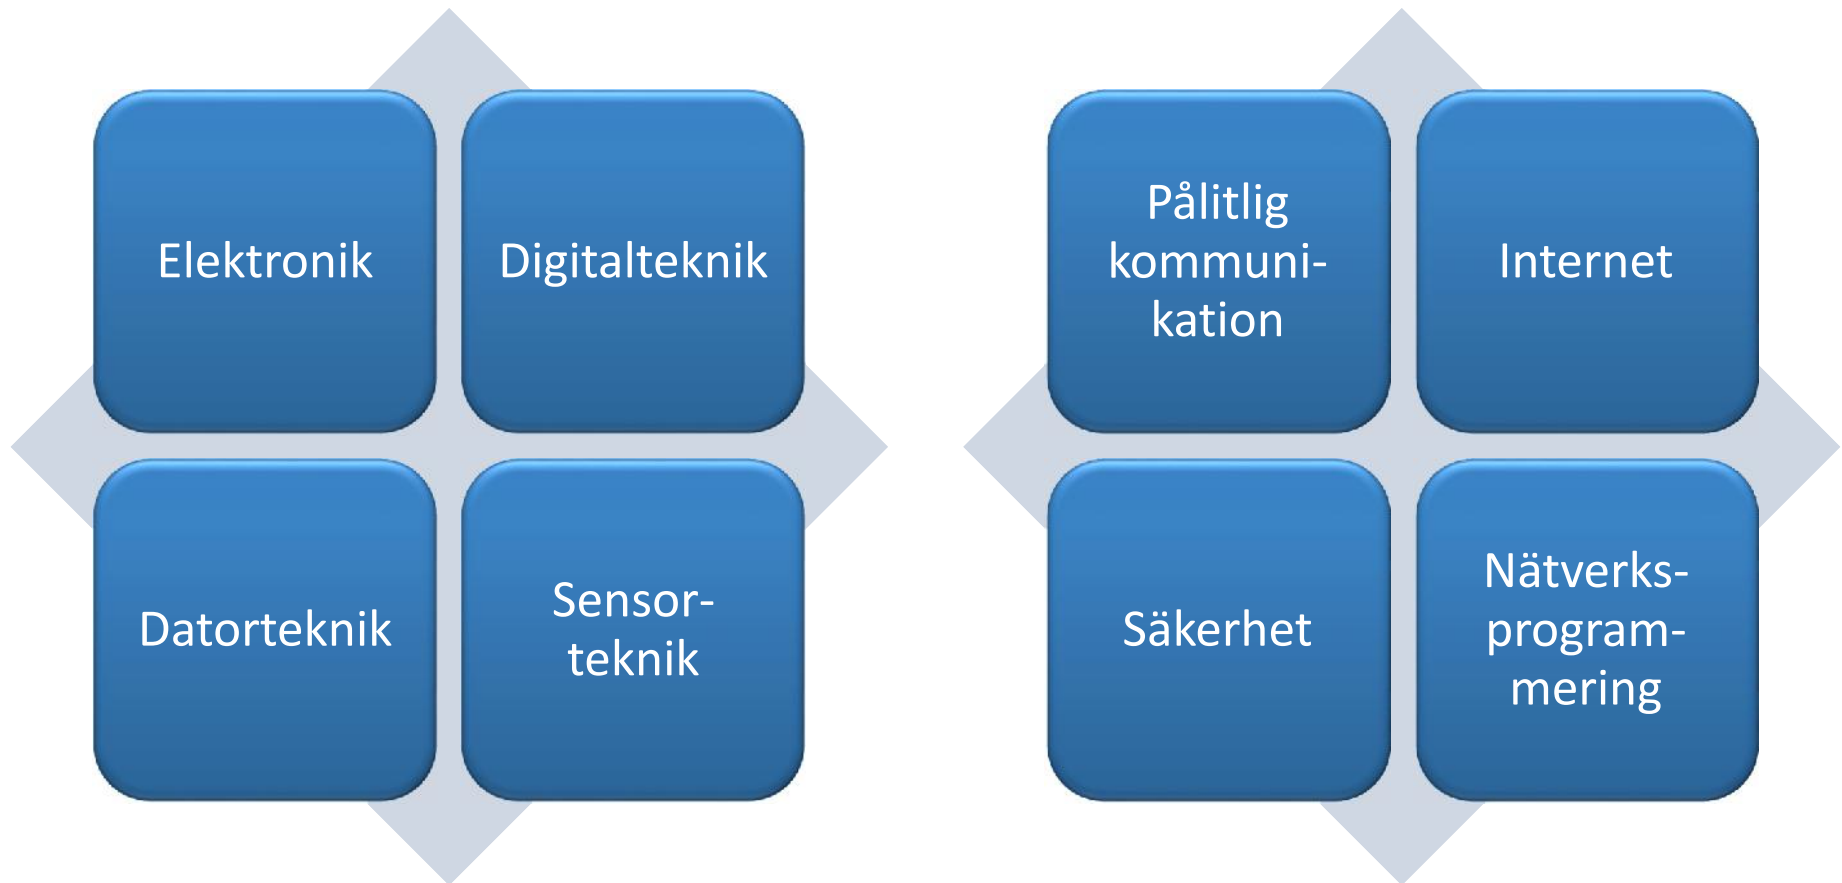 Elektronik
Digitalteknik
Datorteknik
Sensor-
teknik
Pålitlig
kommuni-
kation
Internet
Säkerhet
Nätverks-
program-
mering